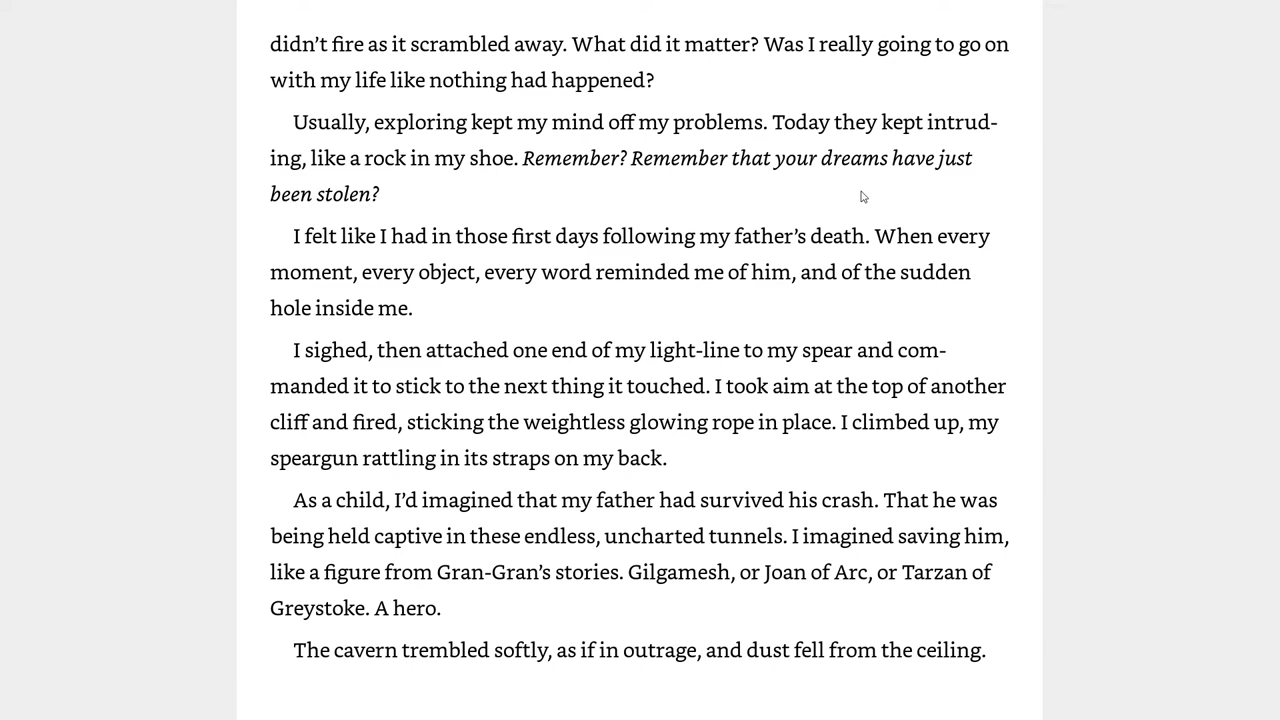 didn’t fire as it scrambled away. What did it matter? Was I really going to go on
with my life like nothing had happened?
Usually, exploring kept my mind off my problems. Today they kept intrud-
ing, like a rock in my shoe. Remember? Remember that your dreams have just
been stolen?
I felt like I had in those first days following my father’s death. When every
moment, every object, every word reminded me of him, and of the sudden
hole inside me.
I sighed, then attached one end of my light-line to my spear and com-
manded it to stick to the next thing it touched. I took aim at the top of another
cliff and fired, sticking the weightless glowing rope in place. I climbed up, my
speargun rattling in its straps on my back.
As a child, I’d imagined that my father had survived his crash. That he was
being held captive in these endless, uncharted tunnels. I imagined saving him,
like a figure from Gran-Gran’s stories. Gilgamesh, or Joan of Arc, or Tarzan of
Greystoke. A hero.
The cavern trembled softly, as if in outrage, and dust fell from the ceiling.